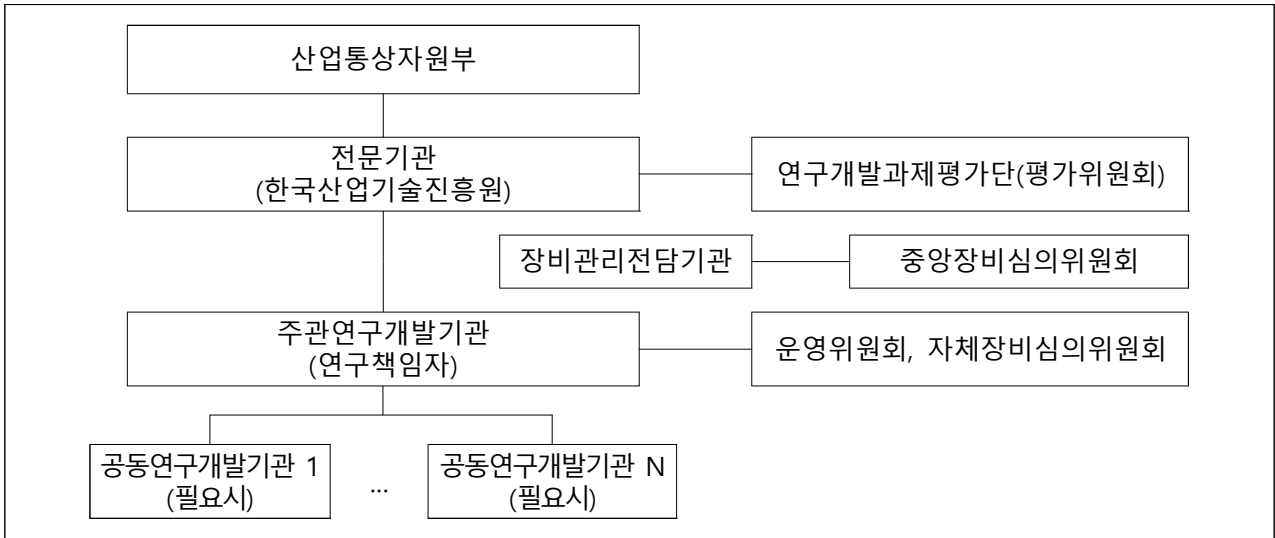 산업통상자원부
전문기관
(한국산업기술진흥원)
연구개발과제평가단(평가위원회)
장비관리전담기관
중앙장비심의위원회
주관연구개발기관
(연구책임자)
운영위원회, 자체장비심의위원회
공동연구개발기관 1
(필요시)
...
공동연구개발기관 N
(필요시)